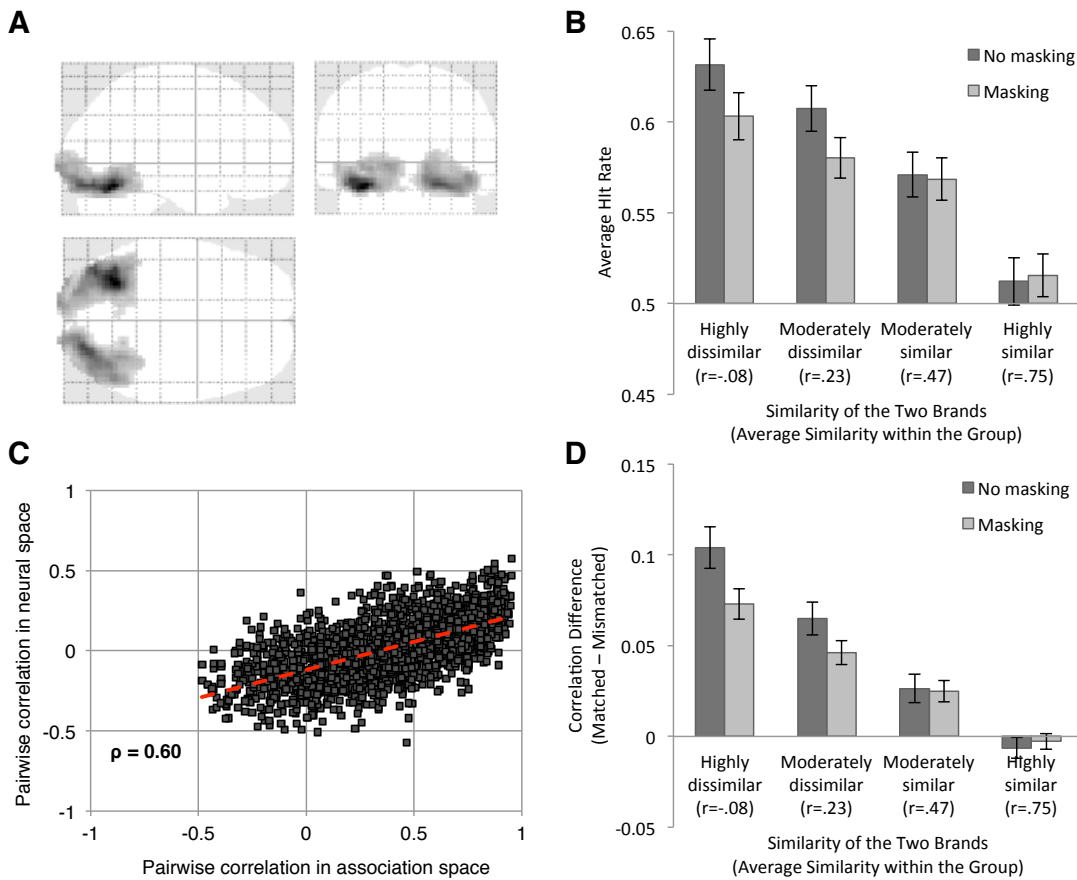 A
B
0.65
0.6
0.55
0.5
0.45
Average Hit Rate
No masking
Masking
Highly dissimilar (r=-.08)
Moderately dissimilar (r=.23)
Moderately similar (r=.47)
Highly similar (r=.75)
Similarity of the Two Brands
(Average Similarity within the Group)
C
1
0.5
0
-0.5
-1
Pairwise correlation in neural space
ρ = 0.60
-1
-0.5
0
0.5
1
Pairwise correlation in association space
D
0.15
0.1
0.05
0
-0.05
Correlation Difference
(Matched – Mismatched)
No masking
Masking
Highly dissimilar (r=-.08)
Moderately dissimilar (r=.23)
Moderately similar (r=.47)
Highly similar (r=.75)
Similarity of the Two Brands
(Average Similarity within the Group)